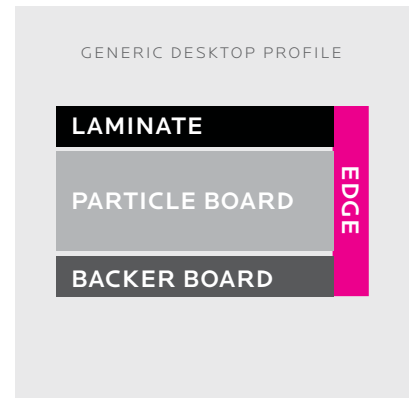 GENERIC DESKTOP PROFILE
LAMINATE
PARTICLE BOARD
BACKER BOARD
EDGE